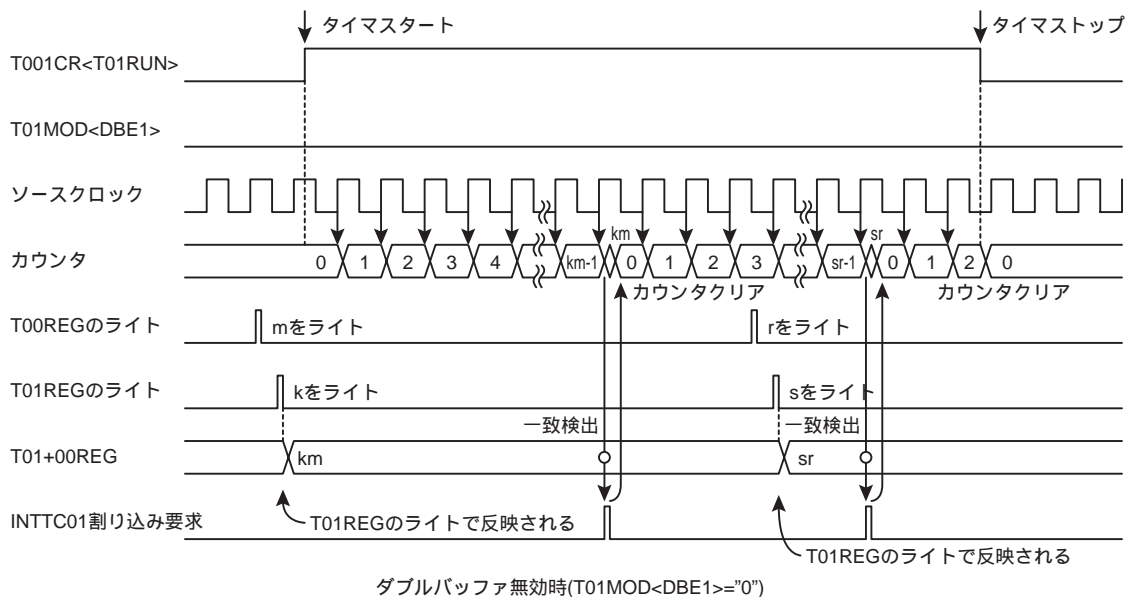 タイマスタート
タイマストップ
T001CR<T01RUN>
T01MOD<DBE1>
ソースクロック
カウンタ
0 1 2 3 4 km-1 km 0 1 2 3 sr-1 sr 0 1 2 0
カウンタクリア
カウンタクリア
T00REGのライト
mをライト
rをライト
T01REGのライト
kをライト
sをライト
一致検出
一致検出
T01+00REG
km
sr
INTTC01割り込み要求
T01REGのライトで反映される
T01REGのライトで反映される
ダブルバッファ無効時(T01MOD<DBE1>="0")